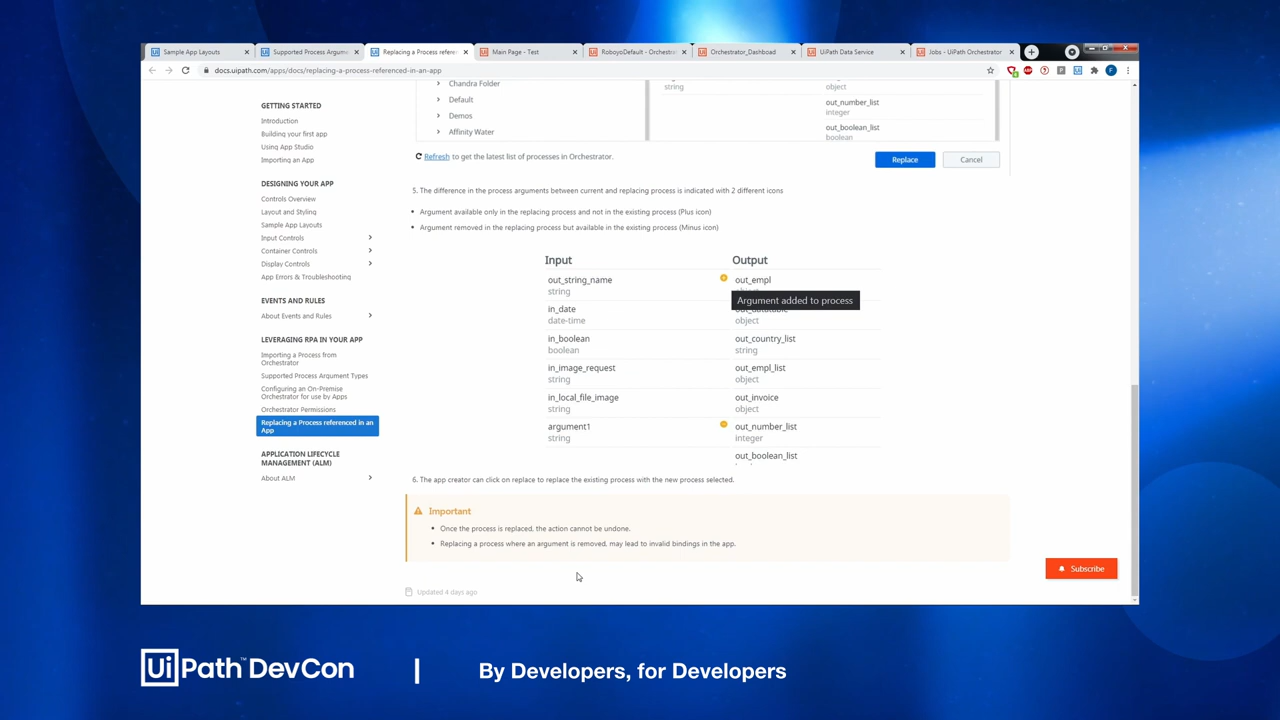 Sample App Layouts
Supported Process Argume
Replacing a Process referen
Main Page - Test
RoboyoDefault - Orchestra
Orchestrator_Dashboad
UiPath Data Service
Jobs - UiPath Orchestrator
docs.uipath.com/apps/docs/replacing-a-process-referenced-in-an-app
GETTING STARTED
Introduction
Building your first app
Using App Studio
Importing an App
DESIGNING YOUR APP
Controls Overview
Layout and Styling
Sample App Layouts
Input Controls
Container Controls
Display Controls
App Errors & Troubleshooting
EVENTS AND RULES
About Events and Rules
LEVERAGING RPA IN YOUR APP
Importing a Process from
Orchestrator
Supported Process Argument Types
Configuring an On-Premise
Orchestrator for use by Apps
Orchestrator Permissions
Replacing a Process referenced in an
App
APPLICATION LIFECYCLE
MANAGEMENT (ALM)
About ALM
Chandra Folder
Default
Demos
Affinity Water
string
object
out_number_list
integer
out_boolean_list
boolean
Refresh to get the latest list of processes in Orchestrator.
Replace
Cancel
5. The difference in the process arguments between current and replacing process is indicated with 2 different icons
Argument available only in the replacing process and not in the existing process (Plus icon)
Argument removed in the replacing process but available in the existing process (Minus icon)
Input
Output
out_string_name
string
out_empl
Argument added to process
in_date
date-time
object
in_boolean
boolean
out_country_list
string
in_image_request
string
out_empl_list
object
in_local_file_image
string
out_invoice
object
argument1
string
out_number_list
integer
out_boolean_list
6. The app creator can click on replace to replace the existing process with the new process selected.
Important
Once the process is replaced, the action cannot be undone.
Replacing a process where an argument is removed, may lead to invalid bindings in the app.
Updated 4 days ago
Subscribe
UiPath™ DevCon | By Developers, for Developers